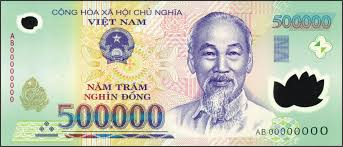 CỘNG HÒA XÃ HỘI CHỦ NGHĨA
VIỆT NAM
500000
AB 00000000
NĂM TRĂM
NGHÌN ĐỒNG
500000
AB 00000000